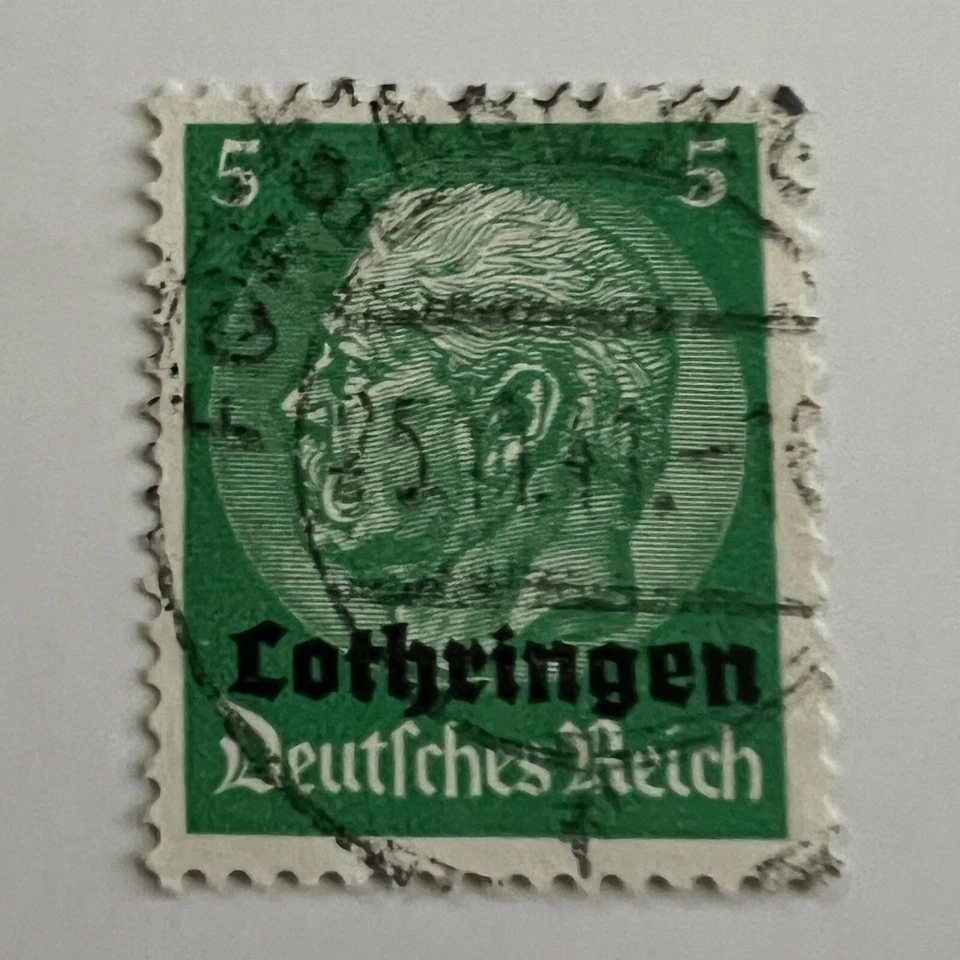 5 5
Lothringen
Deutſches Reich